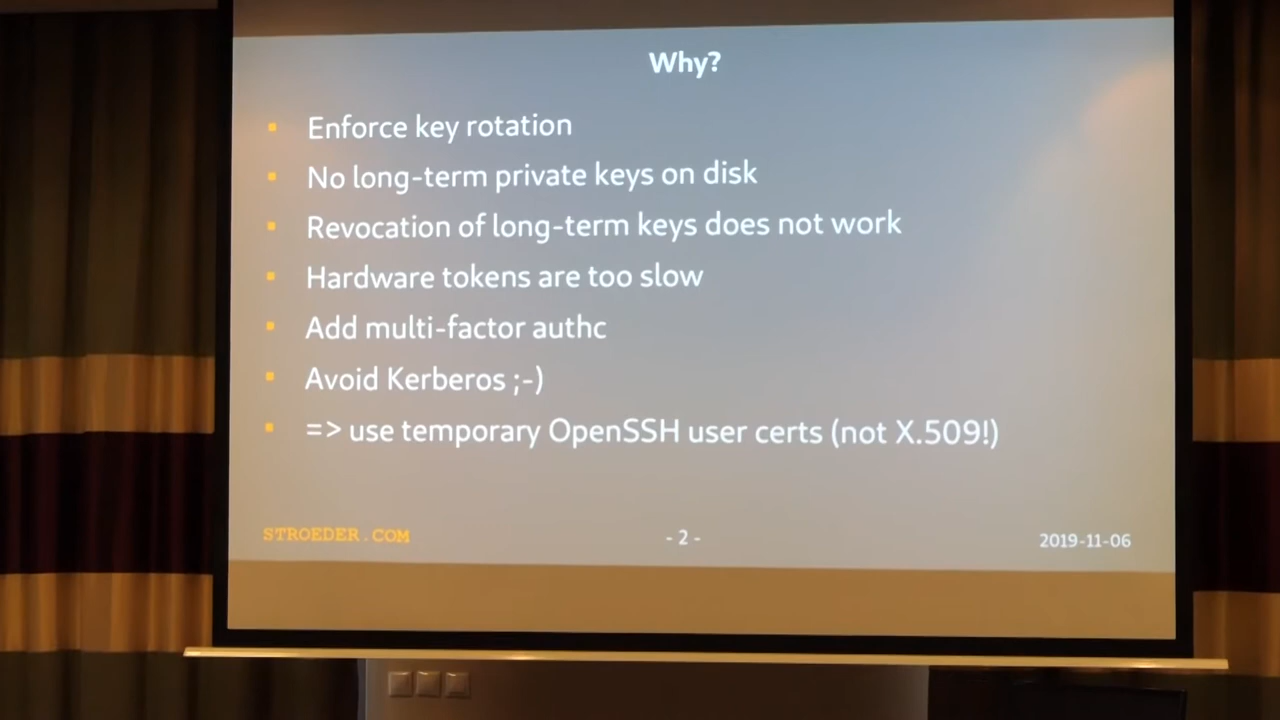 Why?
Enforce key rotation
No long-term private keys on disk
Revocation of long-term keys does not work
Hardware tokens are too slow
Add multi-factor authc
Avoid Kerberos ;-)
=> use temporary OpenSSH user certs (not X.509!)
STROEDER.COM
- 2 -
2019-11-06